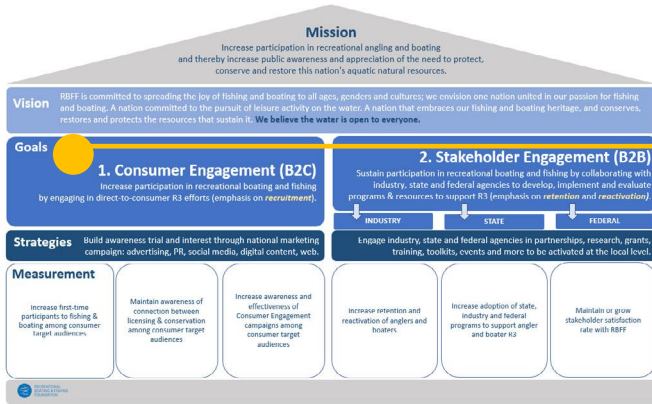 Mission
Increase participation in recreational angling and boating
and thereby increase public awareness and appreciation of the need to protect,
conserve and restore this nation's aquatic natural resources.
Vision
RBFF is committed to spreading the joy of fishing and boating to all ages, genders and cultures; we envision one nation united in our passion for fishing
and boating. A nation committed to the pursuit of leisure activity on the water. A nation that embraces our fishing and boating heritage, and conserves,
restores and protects the resources that sustain it. We believe the water is open to everyone.
Goals
1. Consumer Engagement (B2C)
Increase participation in recreational boating and fishing
by engaging in direct-to-consumer R3 efforts (emphasis on recruitment).
2. Stakeholder Engagement (B2B)
Sustain participation in recreational boating and fishing by collaborating with
industry, state and federal agencies to develop, implement and evaluate
programs & resources to support R3 (emphasis on retention and reactivation).
INDUSTRY
STATE
FEDERAL
Strategies
Build awareness trial and interest through national marketing
campaign: advertising, PR, social media, digital content, web.
Engage industry, state and federal agencies in partnerships, research, grants,
training, toolkits, events and more to be activated at the local level.
Measurement
Increase first-time
participants to fishing &
boating among consumer
target audiences
Maintain awareness of
connection between
licensing & conservation
among consumer target
audiences
Increase awareness and
effectiveness of
Consumer Engagement
campaigns among
consumer target
audiences
Increase retention and
reactivation of anglers and
boaters
Increase adoption of state,
industry and federal
programs to support angler
and boater R3
Maintain or grow
stakeholder satisfaction
rate with RBFF
RECREATIONAL
BOATING & FISHING
FOUNDATION